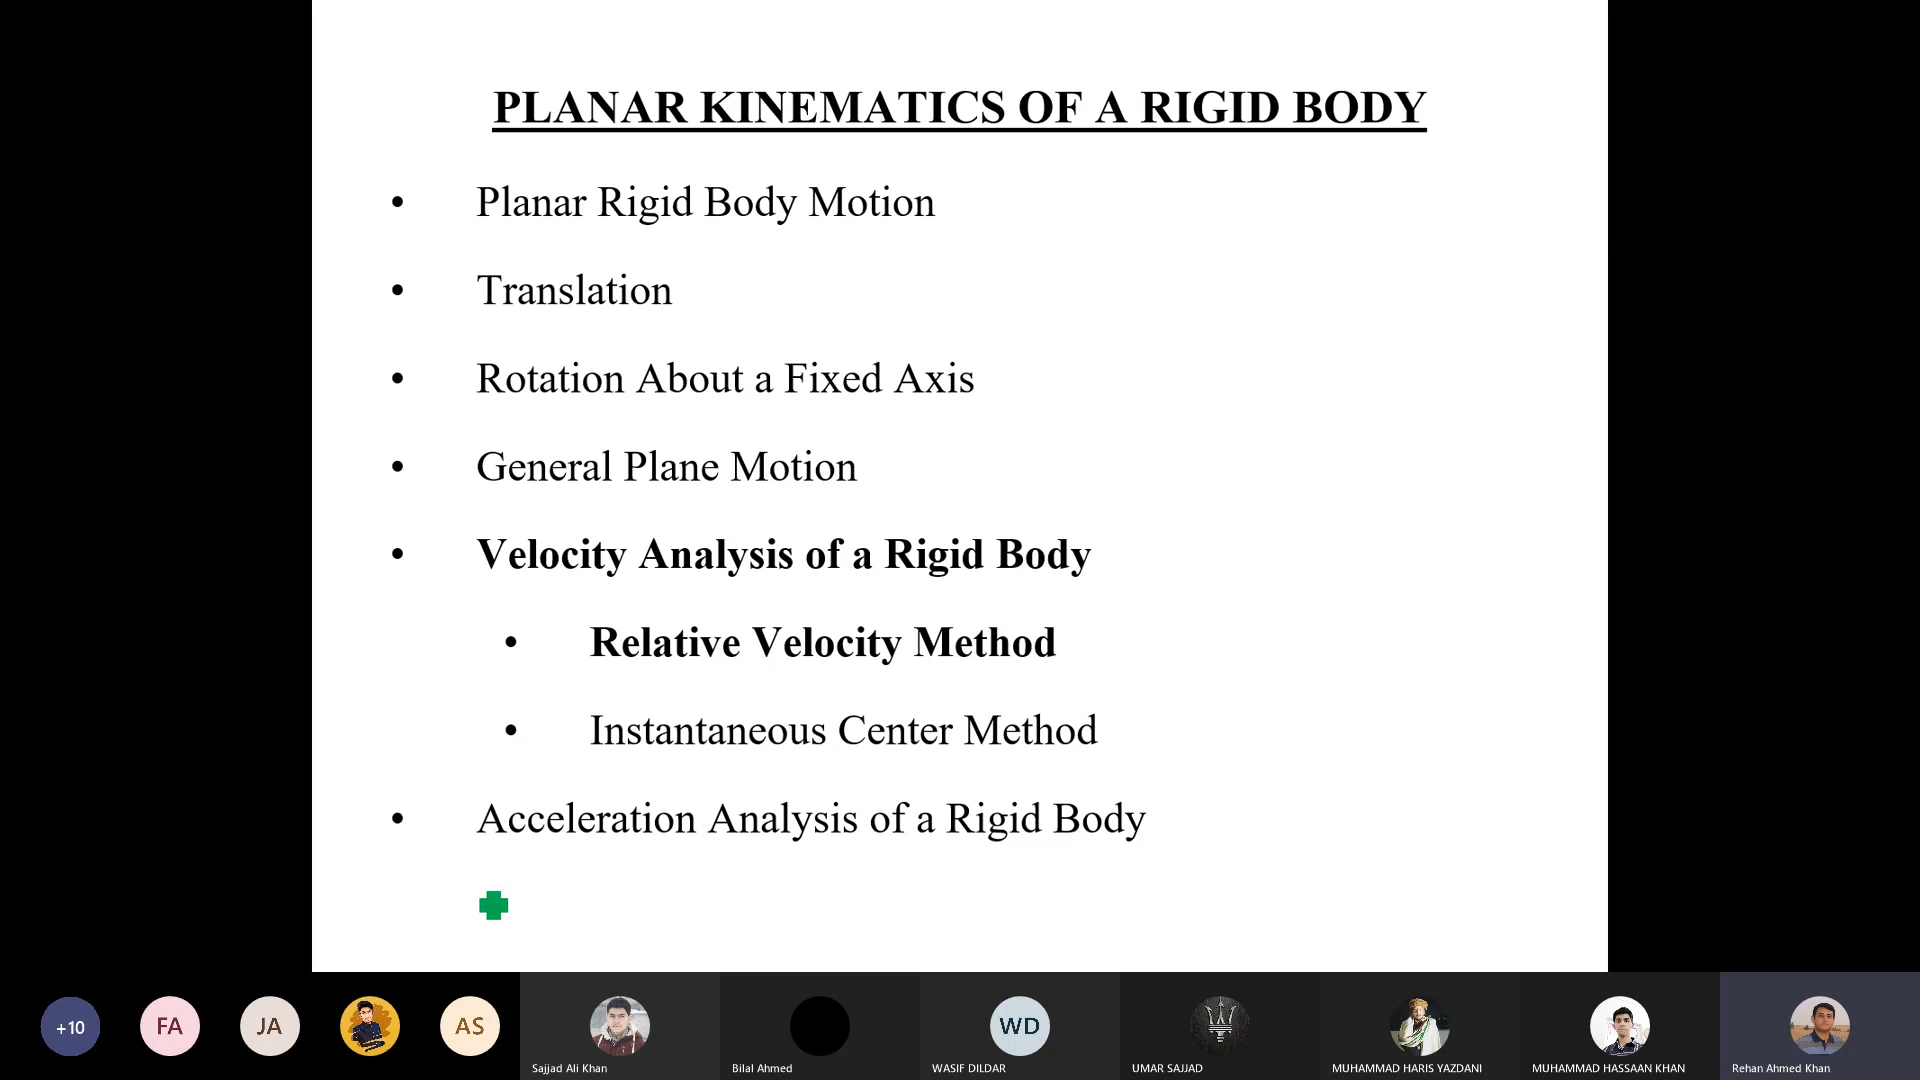 PLANAR KINEMATICS OF A RIGID BODY
• Planar Rigid Body Motion
• Translation
• Rotation About a Fixed Axis
• General Plane Motion
• Velocity Analysis of a Rigid Body
• Relative Velocity Method
• Instantaneous Center Method
• Acceleration Analysis of a Rigid Body
+10
FA
JA
AS
Sajjad Ali Khan
Bilal Ahmed
WD
WASIF DILDAR
UMAR SAJJAD
MUHAMMAD HARIS YAZDANI
MUHAMMAD HASSAAN KHAN
Rehan Ahmed Khan